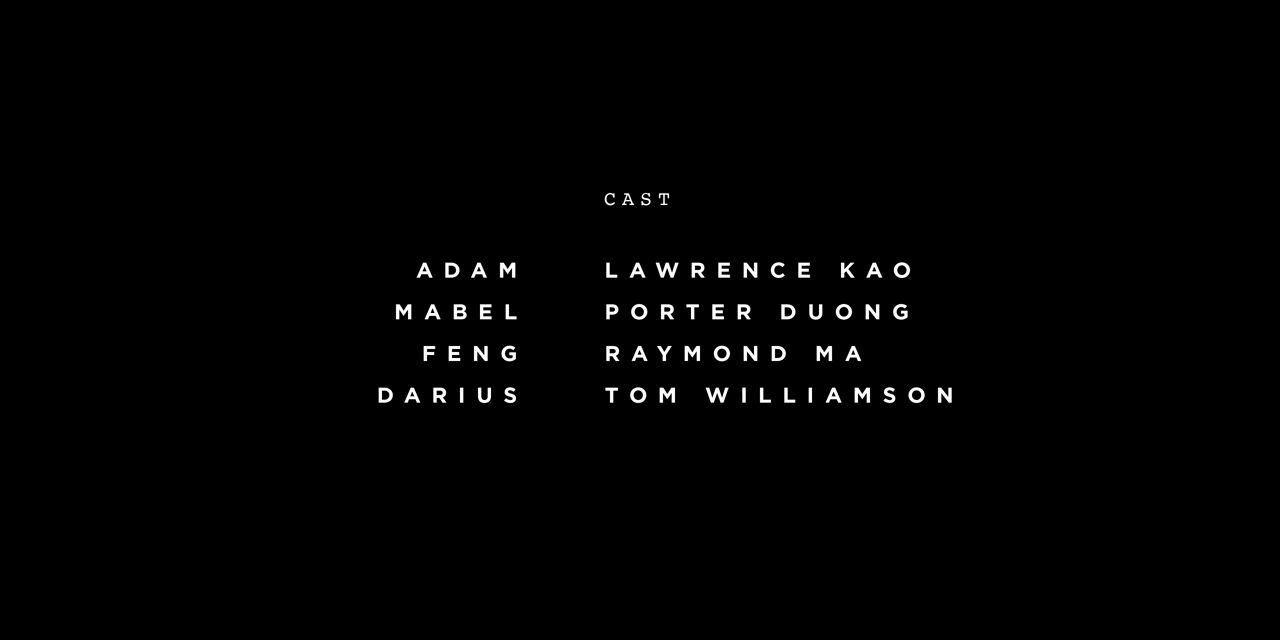 CAST
ADAM LAWRENCE KAO
MABEL PORTER DUONG
FENG RAYMOND MA
DARIUS TOM WILLIAMSON